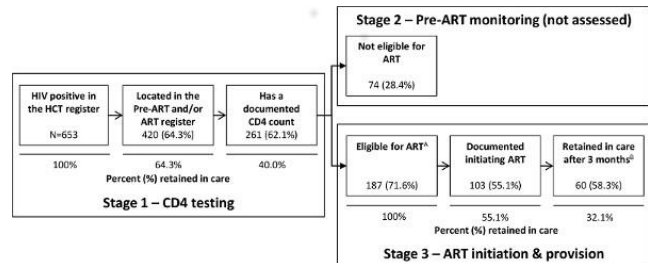 Stage 2 – Pre-ART monitoring (not assessed)
Not eligible for
ART
74 (28.4%)
HIV positive in
the HCT register
N=653
Located in the
Pre-ART and/or
ART register
420 (64.3%)
Has a
documented
CD4 count
261 (62.1%)
100%
64.3%
40.0%
Percent (%) retained in care
Stage 1 – CD4 testing
Eligible for ARTᴬ
187 (71.6%)
Documented
initiating ART
103 (55.1%)
Retained in care
after 3 monthsᴮ
60 (58.3%)
100%
55.1%
32.1%
Percent (%) retained in care
Stage 3 – ART initiation & provision